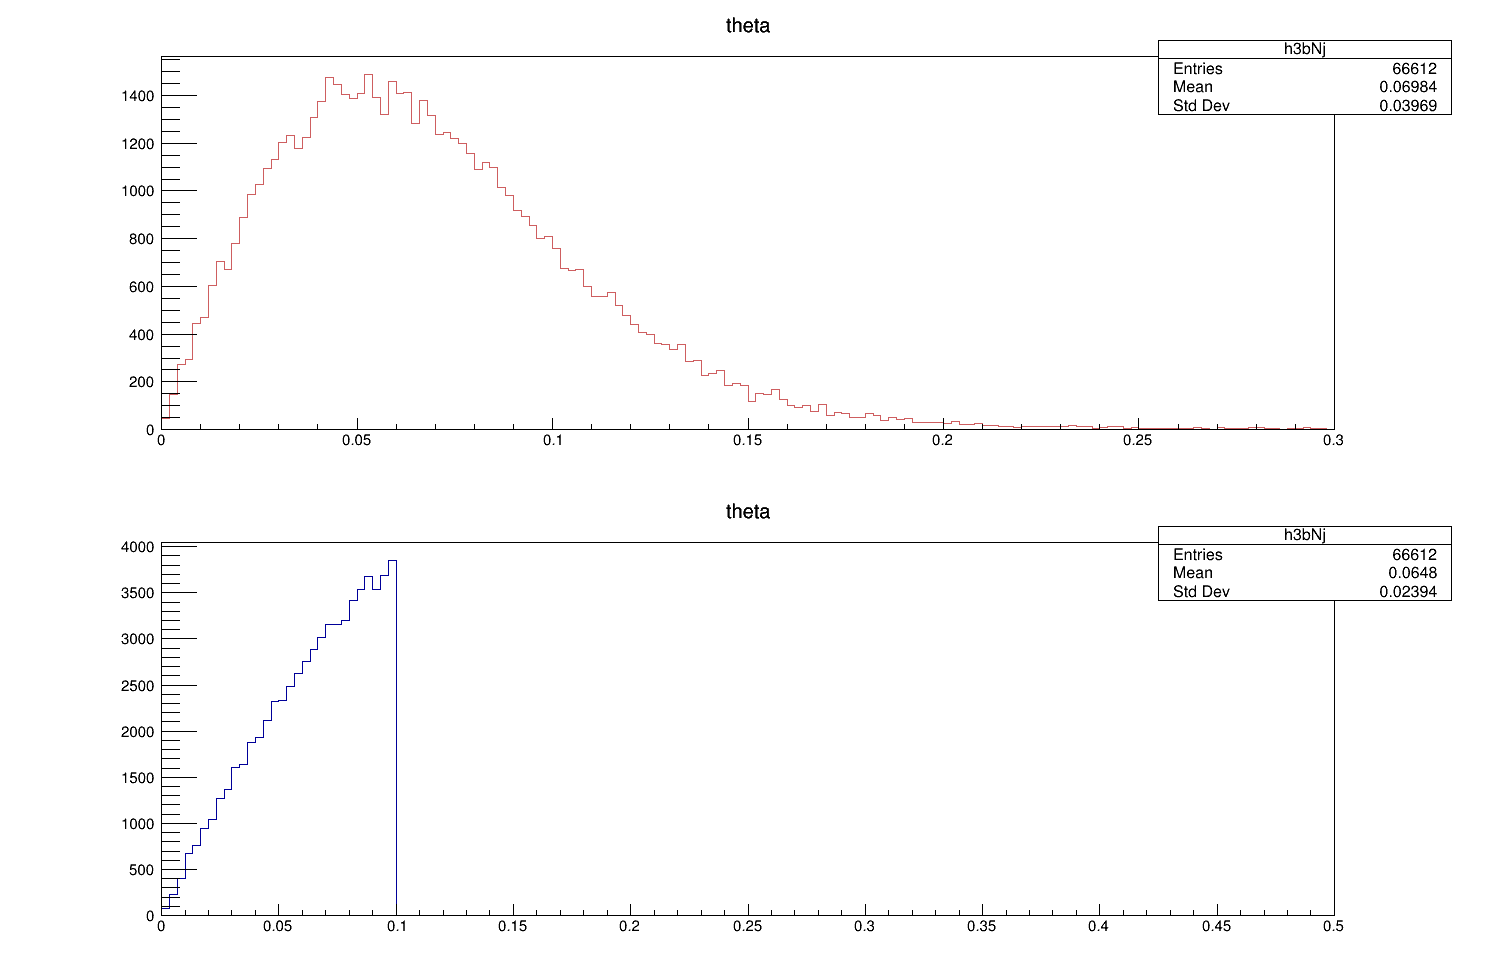 theta
h3bNj
Entries 66612
Mean 0.06984
Std Dev 0.03969
1400
1200
1000
800
600
400
200
0
0 0.05 0.1 0.15 0.2 0.25 0.3
theta
h3bNj
Entries 66612
Mean 0.0648
Std Dev 0.02394
4000
3500
3000
2500
2000
1500
1000
500
0
0 0.05 0.1 0.15 0.2 0.25 0.3 0.35 0.4 0.45 0.5